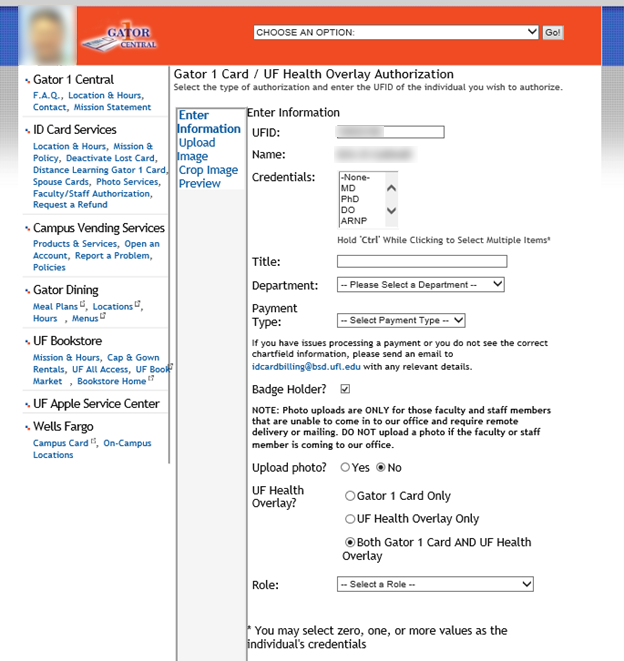 GATOR 1
CENTRAL
CHOOSE AN OPTION:
Go!
Gator 1 Central
F.A.Q., Location & Hours,
Contact, Mission Statement
ID Card Services
Location & Hours, Mission &
Policy, Deactivate Lost Card,
Distance Learning Gator 1 Card,
Spouse Cards, Photo Services,
Faculty/Staff Authorization,
Request a Refund
Campus Vending Services
Products & Services, Open an
Account, Report a Problem,
Policies
Gator Dining
Meal Plans, Locations,
Hours , Menus
UF Bookstore
Mission & Hours, Cap & Gown
Rentals, UF All Access, UF Book
Market , Bookstore Home
UF Apple Service Center
Wells Fargo
Campus Card, On-Campus
Locations
Gator 1 Card / UF Health Overlay Authorization
Select the type of authorization and enter the UFID of the individual you wish to authorize.
Enter
Information
Upload
Image
Crop Image
Preview
Enter Information
UFID:
Name:
Credentials:
-None-
MD
PhD
DO
ARNP
Hold 'Ctrl' While Clicking to Select Multiple Items*
Title:
Department:
-- Please Select a Department --
Payment
Type:
-- Select Payment Type --
If you have issues processing a payment or you do not see the correct
chartfield information, please send an email to
idcardbilling@bsd.ufl.edu with any relevant details.
Badge Holder?
NOTE: Photo uploads are ONLY for those faculty and staff members
that are unable to come in to our office and require remote
delivery or mailing. DO NOT upload a photo if the faculty or staff
member is coming to our office.
Upload photo? Yes No
UF Health
Overlay?
Gator 1 Card Only
UF Health Overlay Only
Both Gator 1 Card AND UF Health
Overlay
Role:
-- Select a Role --
* You may select zero, one, or more values as the
individual's credentials